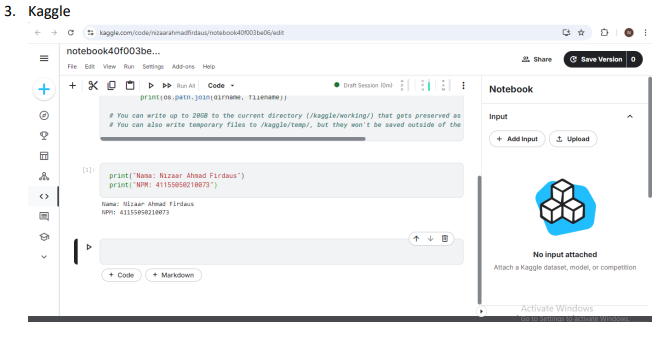 3. Kaggle
kaggle.com/code/nizaarahmadfirdaus/notebook40f003be06/edit
notebook40f003be...
File Edit View Run Settings Add-ons Help
Share
Save Version 0
Run All Code
Draft Session (0m)
print(os.path.join(dirname, filename))
# You can write up to 20GB to the current directory (/kaggle/working/) that gets preserved as
# You can also write temporary files to /kaggle/temp/, but they won't be saved outside of the
[1]:
print("Nama: Nizaar Ahmad Firdaus")
print("NPM: 41155050210073")
Nama: Nizaar Ahmad Firdaus
NPM: 41155050210073
+ Code + Markdown
Notebook
Input
+ Add Input Upload
No input attached
Attach a Kaggle dataset, model, or competition
Activate Windows
Go to Settings to activate Windows.